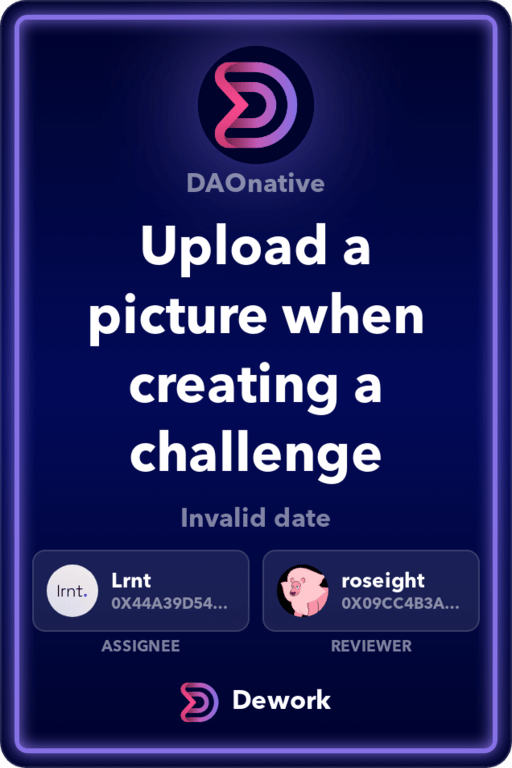 DAOnative
Upload a
picture when
creating a
challenge
Invalid date
lrnt.
Lrnt
0X44A39D54...
roseight
0X09CC4B3A...
ASSIGNEE
REVIEWER
Dework